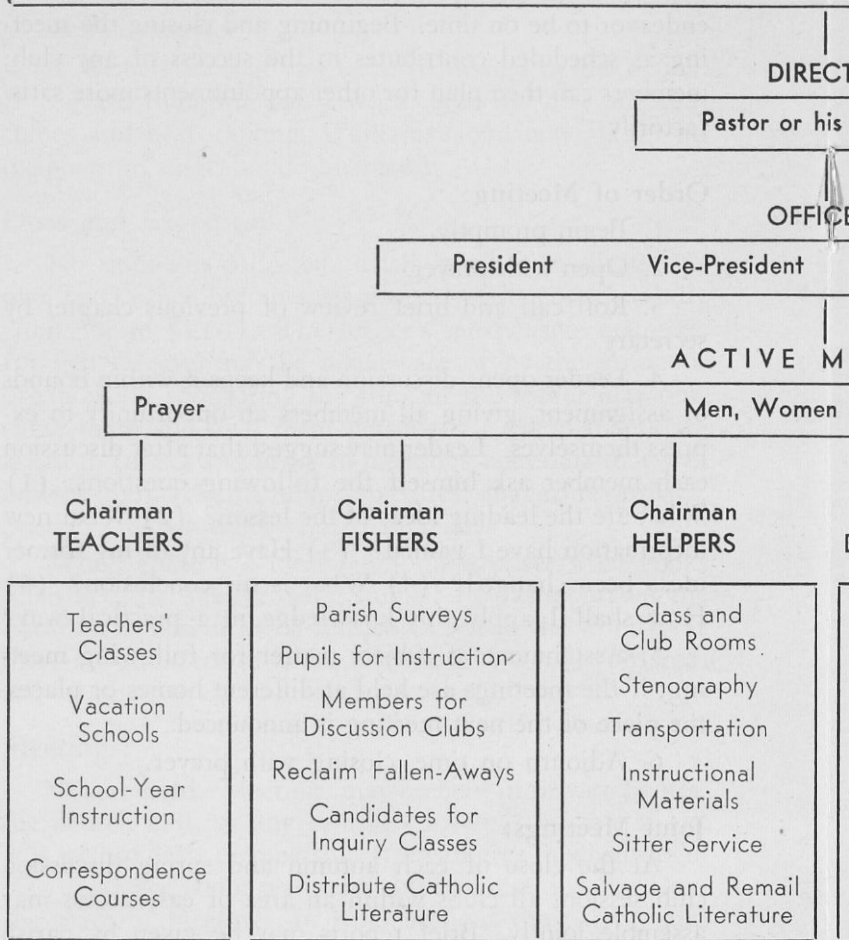 DIRECT
Pastor or his
OFFICE
President Vice-President
ACTIVE M
Prayer Men, Women
Chairman
TEACHERS
Teachers'
Classes
Vacation
Schools
School-Year
Instruction
Correspondence
Courses
Chairman
FISHERS
Parish Surveys
Pupils for Instruction
Members for
Discussion Clubs
Reclaim Fallen-Aways
Candidates for
Inquiry Classes
Distribute Catholic
Literature
Chairman
HELPERS
Class and
Club Rooms
Stenography
Transportation
Instructional
Materials
Sitter Service
Salvage and Remail
Catholic Literature